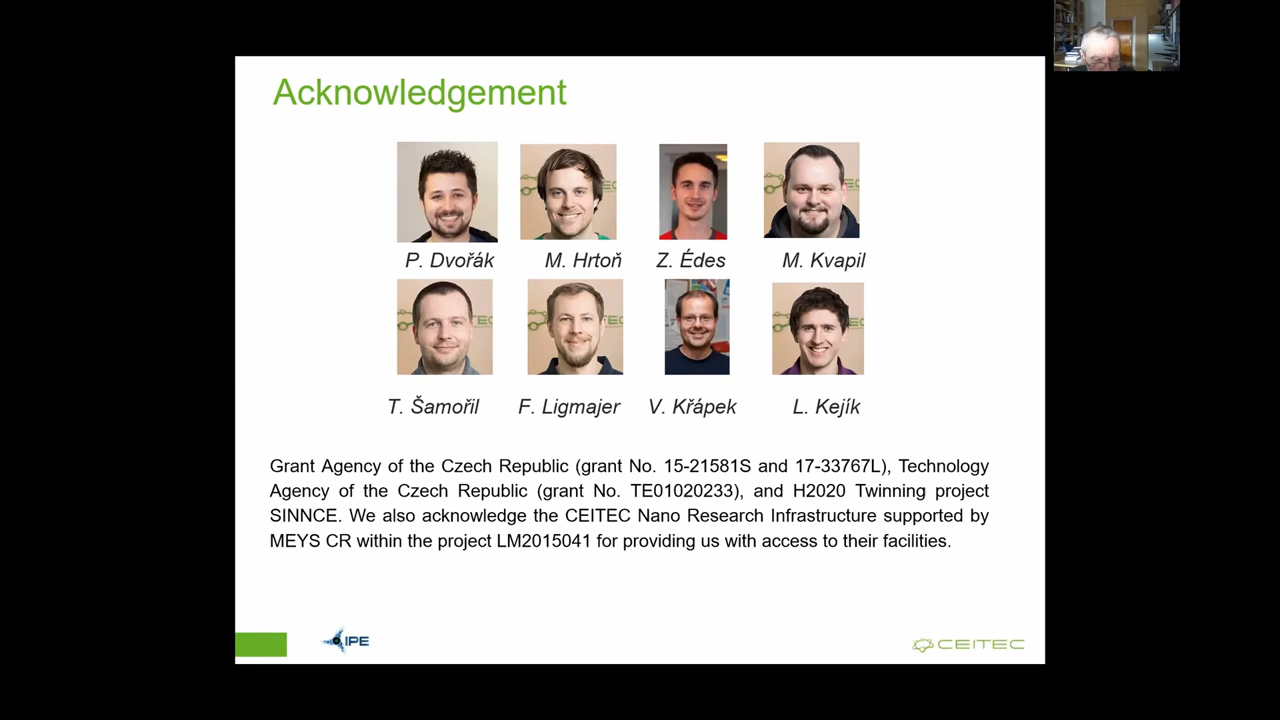 Acknowledgement
P. Dvořák M. Hrtoň Z. Édes M. Kvapil
T. Šamořil F. Ligmajer V. Křápek L. Kejík
Grant Agency of the Czech Republic (grant No. 15-21581S and 17-33767L), Technology
Agency of the Czech Republic (grant No. TE01020233), and H2020 Twinning project
SINNCE. We also acknowledge the CEITEC Nano Research Infrastructure supported by
MEYS CR within the project LM2015041 for providing us with access to their facilities.
IPE
CEITEC